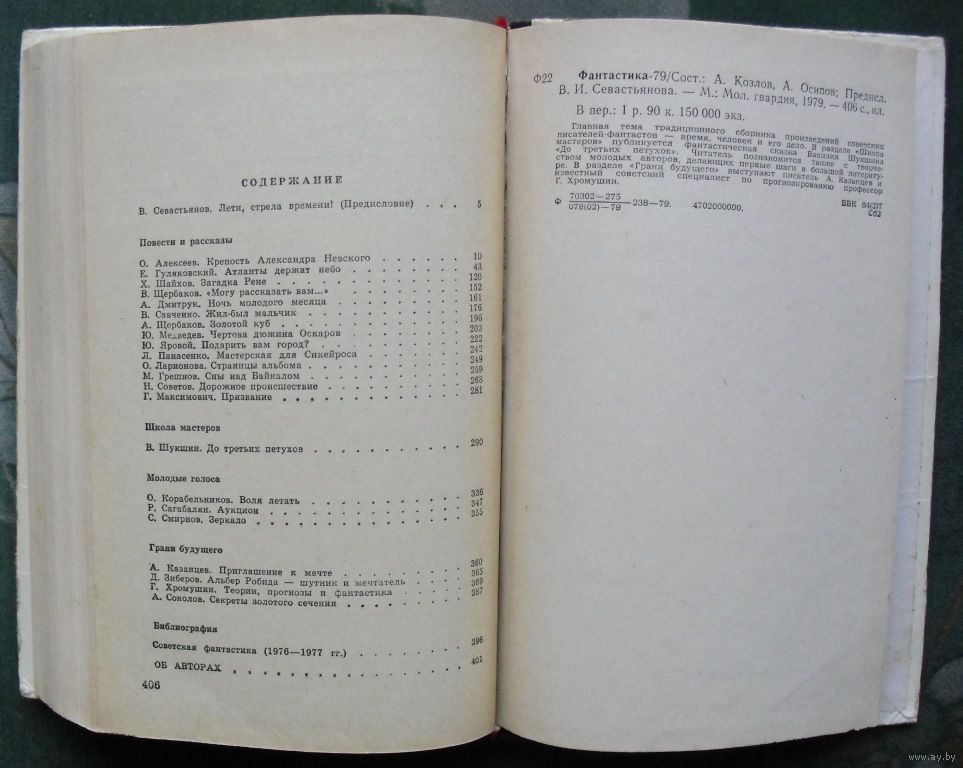 СОДЕРЖАНИЕ
В. Севастьянов. Лети, стрела времени! (Предисловие) . . . 5
Повести и рассказы
О. Алексеев. Крепость Александра Невского . . . . . . 10
Е. Гуляковский. Атланты держат небо . . . . . . . 43
Х. Шайхов. Загадка Рене . . . . . . . . . . 120
В. Щербаков. «Могу рассказать вам...» . . . . . . . 152
А. Дмитрук. Ночь молодого месяца . . . . . . . 161
В. Савченко. Жил-был мальчик . . . . . . . . . 176
А. Щербаков. Золотой куб . . . . . . . . . . 196
Ю. Медведев. Чертова дюжина Оскаров . . . . . . . 203
Ю. Яровой. Подарить вам город? . . . . . . . . 222
Л. Панасенко. Мастерская для Сикейроса . . . . . . 242
О. Ларионова. Страницы альбома . . . . . . . . 249
М. Грешнов. Сны над Байкалом . . . . . . . . . 259
Н. Советов. Дорожное происшествие . . . . . . . . 263
Г. Максимович, Призвание . . . . . . . . . . 281
Школа мастеров
В. Шукшин. До третьих петухов . . . . . . . . . 290
Молодые голоса
О. Корабельников. Воля летать . . . . . . . . . 336
Р. Сагабалян. Аукцион . . . . . . . . . . . 347
С. Смирнов, Зеркало . . . . . . . . . . . . 355
Грани будущего
А. Казанцев. Приглашение к мечте . . . . . . . . 360
Д. Зиберов. Альбер Робида — шутник и мечтатель . . . . 365
Г. Хромушин. Теории, прогнозы и фантастика . . . . . 369
А. Соколов. Секреты золотого сечения . . . . . . . 387
Библиография
Советская фантастика (1976—1977 гг.) . . . . . . . 396
ОБ АВТОРАХ . . . . . . . . . . . . . 401
406
Ф22 Фантастика-79/Сост.: А. Козлов, А. Осипов; Предисл.
В. И. Севастьянова. — М.: Мол. гвардия, 1979. — 406 с., ил.
В пер.: 1 р. 90 к. 150 000 экз.
Главная тема традиционного сборника произведений советских
писателей-фантастов — время, человек и его дело. В разделе «Школа
мастеров» публикуется фантастическая сказка Василия Шукшина
«До третьих петухов». Читатель познакомится также с творче-
ством молодых авторов, делающих первые шаги в большой литерату-
ре. В разделе «Грани будущего» выступают писатель А. Казанцев и
известный советский специалист по прогнозированию профессор
Г. Хромушин.
Ф 70302—275
078(02)—79 —238—79. 4702000000. ББК 84(2)7
Сб2
www.ay.by